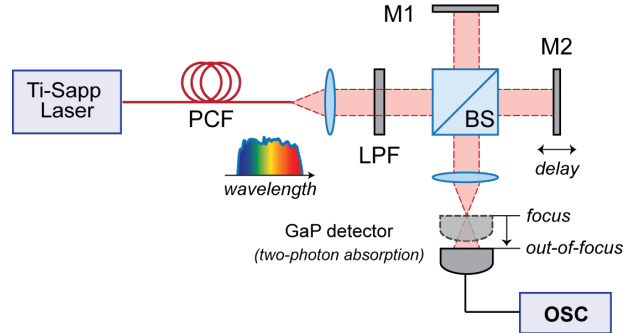 M1
M2
Ti-Sapp
Laser
PCF
LPF
BS
delay
wavelength
GaP detector
(two-photon absorption)
focus
out-of-focus
OSC